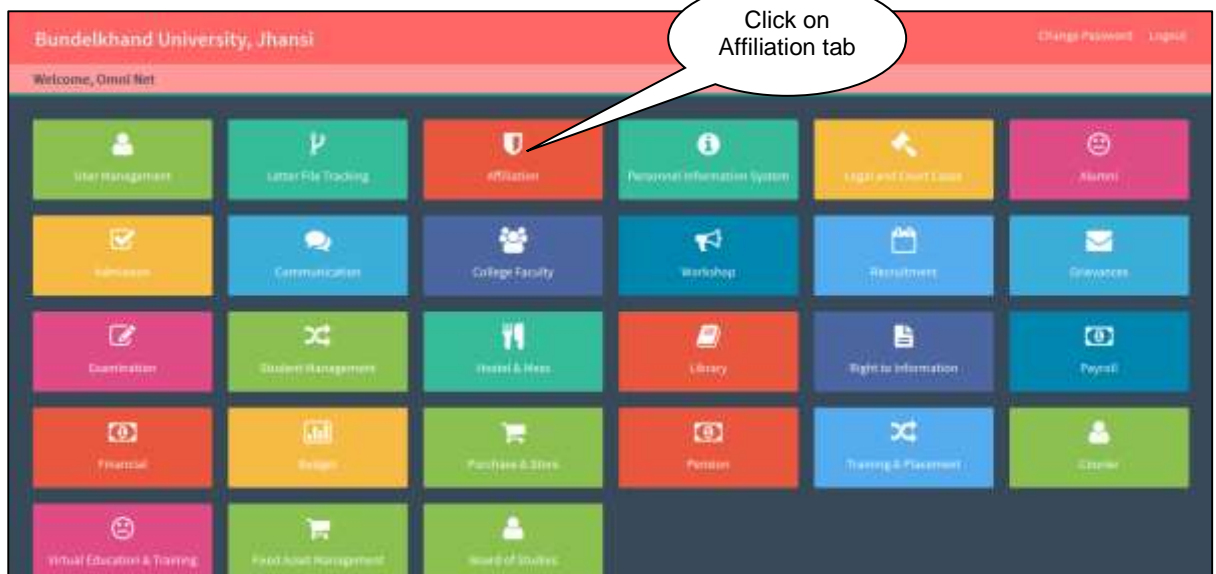 Click on
Affiliation tab
Bundelkhand University, Jhansi
Change Password Logout
Welcome, Omni Net
User Management
Letter File Tracking
Affiliation
Personnel Information System
Legal and Court Cases
Alumni
Admission
Communication
College Faculty
Workshop
Recruitment
Grievances
Examination
Student Management
Hostel & Mess
Library
Right to Information
Payroll
Financial
Budget
Purchase & Store
Pension
Training & Placement
Courier
Virtual Education & Training
Fixed Asset Management
Board of Studies